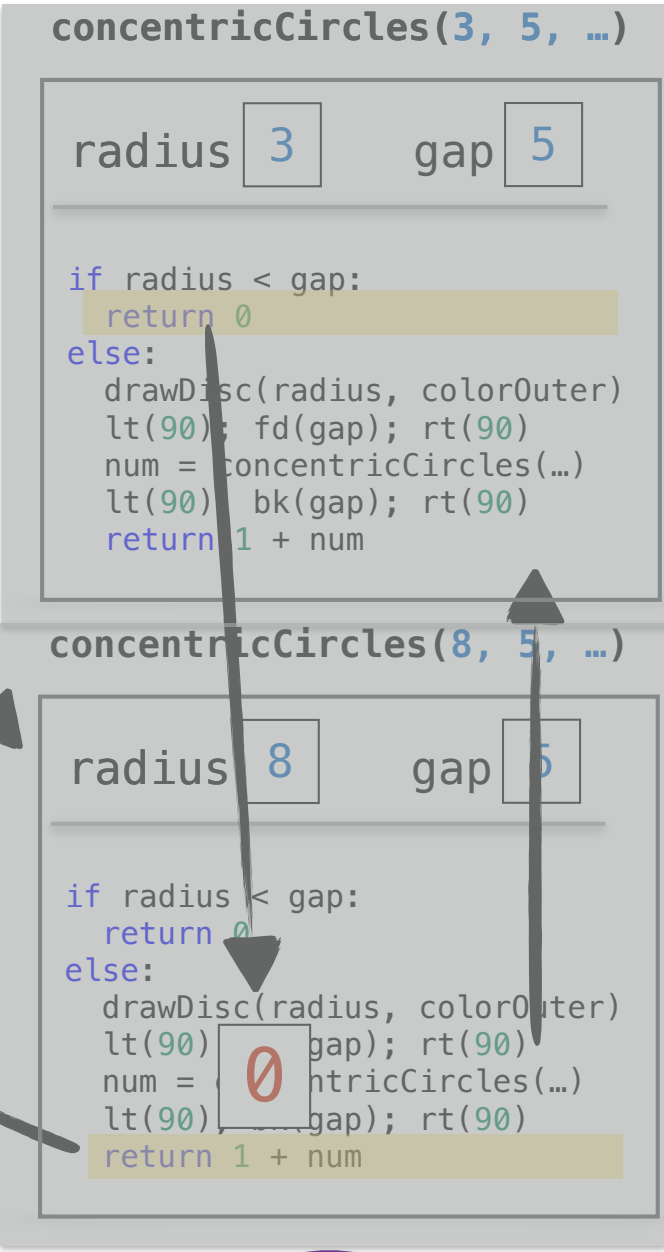 concentricCircles(3, 5, …)
radius 3 gap 5
if radius < gap:
return 0
else:
drawDisc(radius, colorOuter)
lt(90); fd(gap); rt(90)
num = concentricCircles(…)
lt(90) bk(gap); rt(90)
return 1 + num
concentricCircles(8, 5, …)
radius 8 gap 5
if radius < gap:
return 0
else:
drawDisc(radius, colorOuter)
lt(90) gap); rt(90)
0
num = ntricCircles(…)
lt(90); bk(gap); rt(90)
return 1 + num